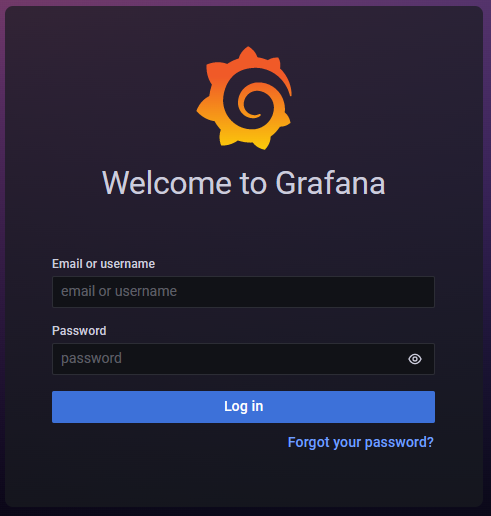 Welcome to Grafana
Email or username
email or username
Password
password
Log in
Forgot your password?